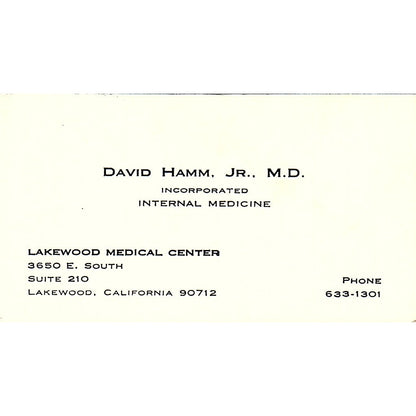 DAVID HAMM, JR., M.D.
INCORPORATED
INTERNAL MEDICINE
LAKEWOOD MEDICAL CENTER
3650 E. SOUTH
SUITE 210
LAKEWOOD, CALIFORNIA 90712
PHONE
633-1301